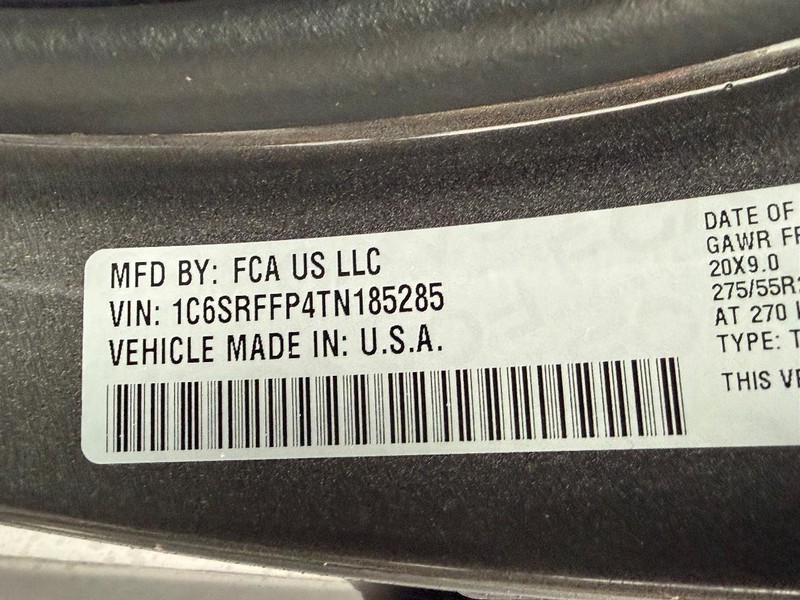 MFD BY: FCA US LLC
VIN: 1C6SRFFP4TN185285
VEHICLE MADE IN: U.S.A.
DATE OF
GAWR
20X9.0
AT 270
TYPE:
THIS